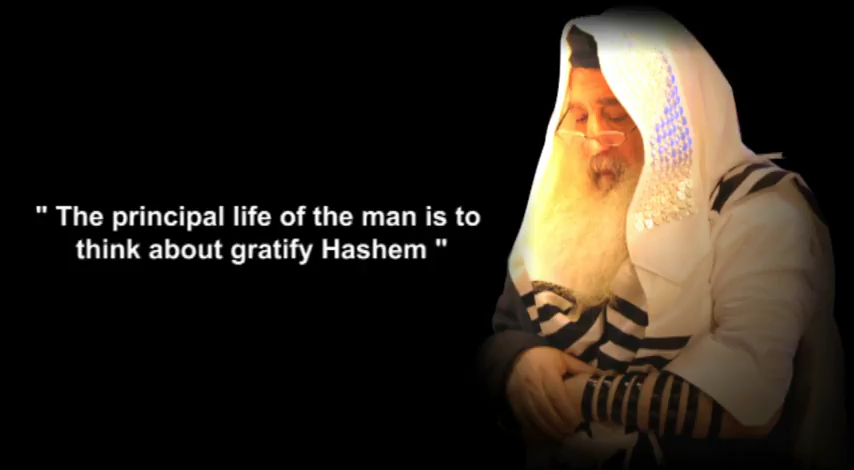 " The principal life of the man is to
think about gratify Hashem "